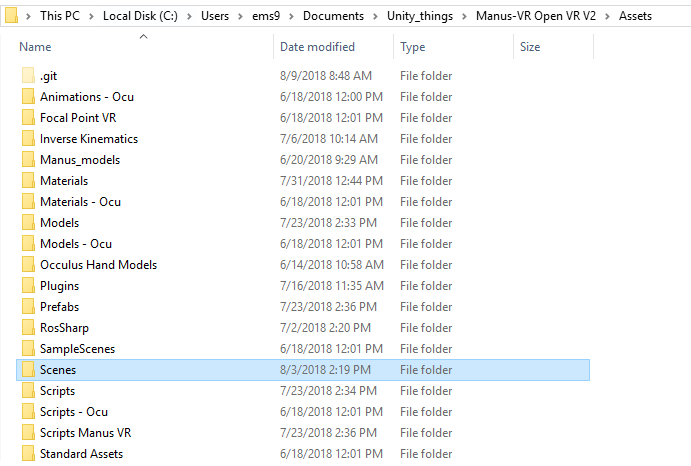 This PC > Local Disk (C:) > Users > ems9 > Documents > Unity_things > Manus-VR Open VR V2 > Assets
Name Date modified Type Size
.git 8/9/2018 8:48 AM File folder
Animations - Ocu 6/18/2018 12:00 PM File folder
Focal Point VR 6/18/2018 12:01 PM File folder
Inverse Kinematics 7/6/2018 10:14 AM File folder
Manus_models 6/20/2018 9:29 AM File folder
Materials 7/31/2018 12:44 PM File folder
Materials - Ocu 6/18/2018 12:01 PM File folder
Models 7/23/2018 2:33 PM File folder
Models - Ocu 6/18/2018 12:01 PM File folder
Occulus Hand Models 6/14/2018 10:58 AM File folder
Plugins 7/16/2018 11:35 AM File folder
Prefabs 7/23/2018 2:36 PM File folder
RosSharp 7/2/2018 2:20 PM File folder
SampleScenes 6/18/2018 12:01 PM File folder
Scenes 8/3/2018 2:19 PM File folder
Scripts 7/23/2018 2:34 PM File folder
Scripts - Ocu 6/18/2018 12:01 PM File folder
Scripts Manus VR 7/23/2018 2:36 PM File folder
Standard Assets 6/18/2018 12:01 PM File folder